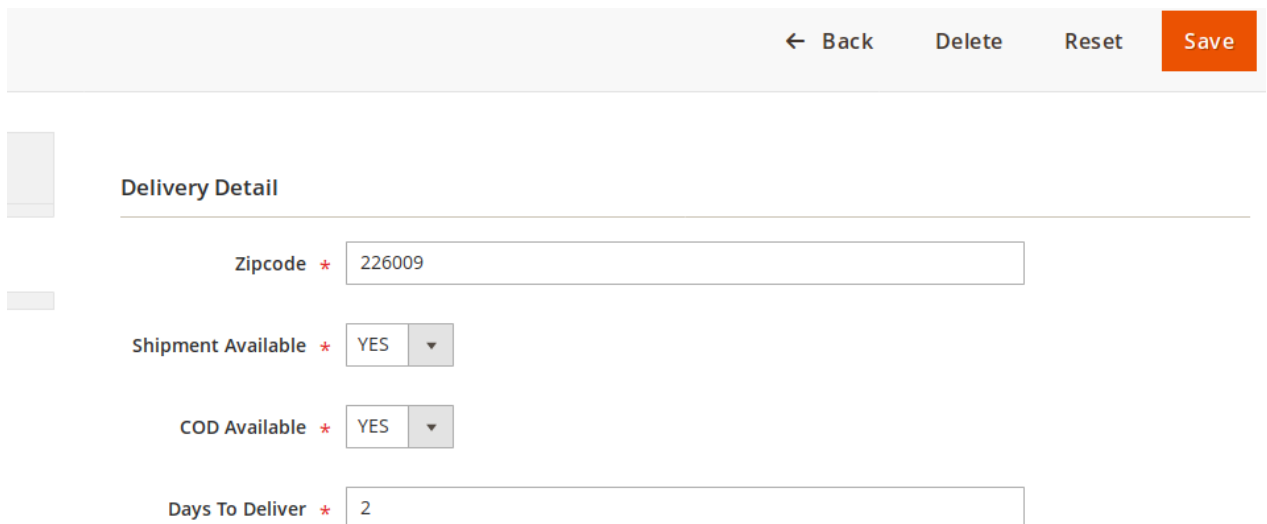 ← Back Delete Reset Save
Delivery Detail
Zipcode * 226009
Shipment Available * YES
COD Available * YES
Days To Deliver * 2